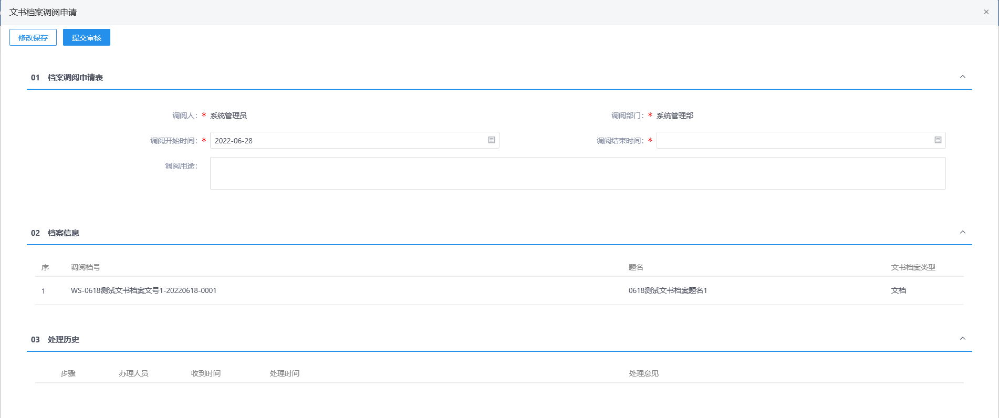 文书档案调阅申请
修改保存 提交审核
01 档案调阅申请表
调阅人： * 系统管理员 调阅部门： * 系统管理部
调阅开始时间： * 2022-06-28 调阅结束时间： *
调阅用途：
02 档案信息
序 调阅档号 题名 文书档案类型
1 WS-0618测试文书档案文号1-20220618-0001 0618测试文书档案题名1 文档
03 处理历史
步骤 办理人员 收到时间 处理时间 处理意见